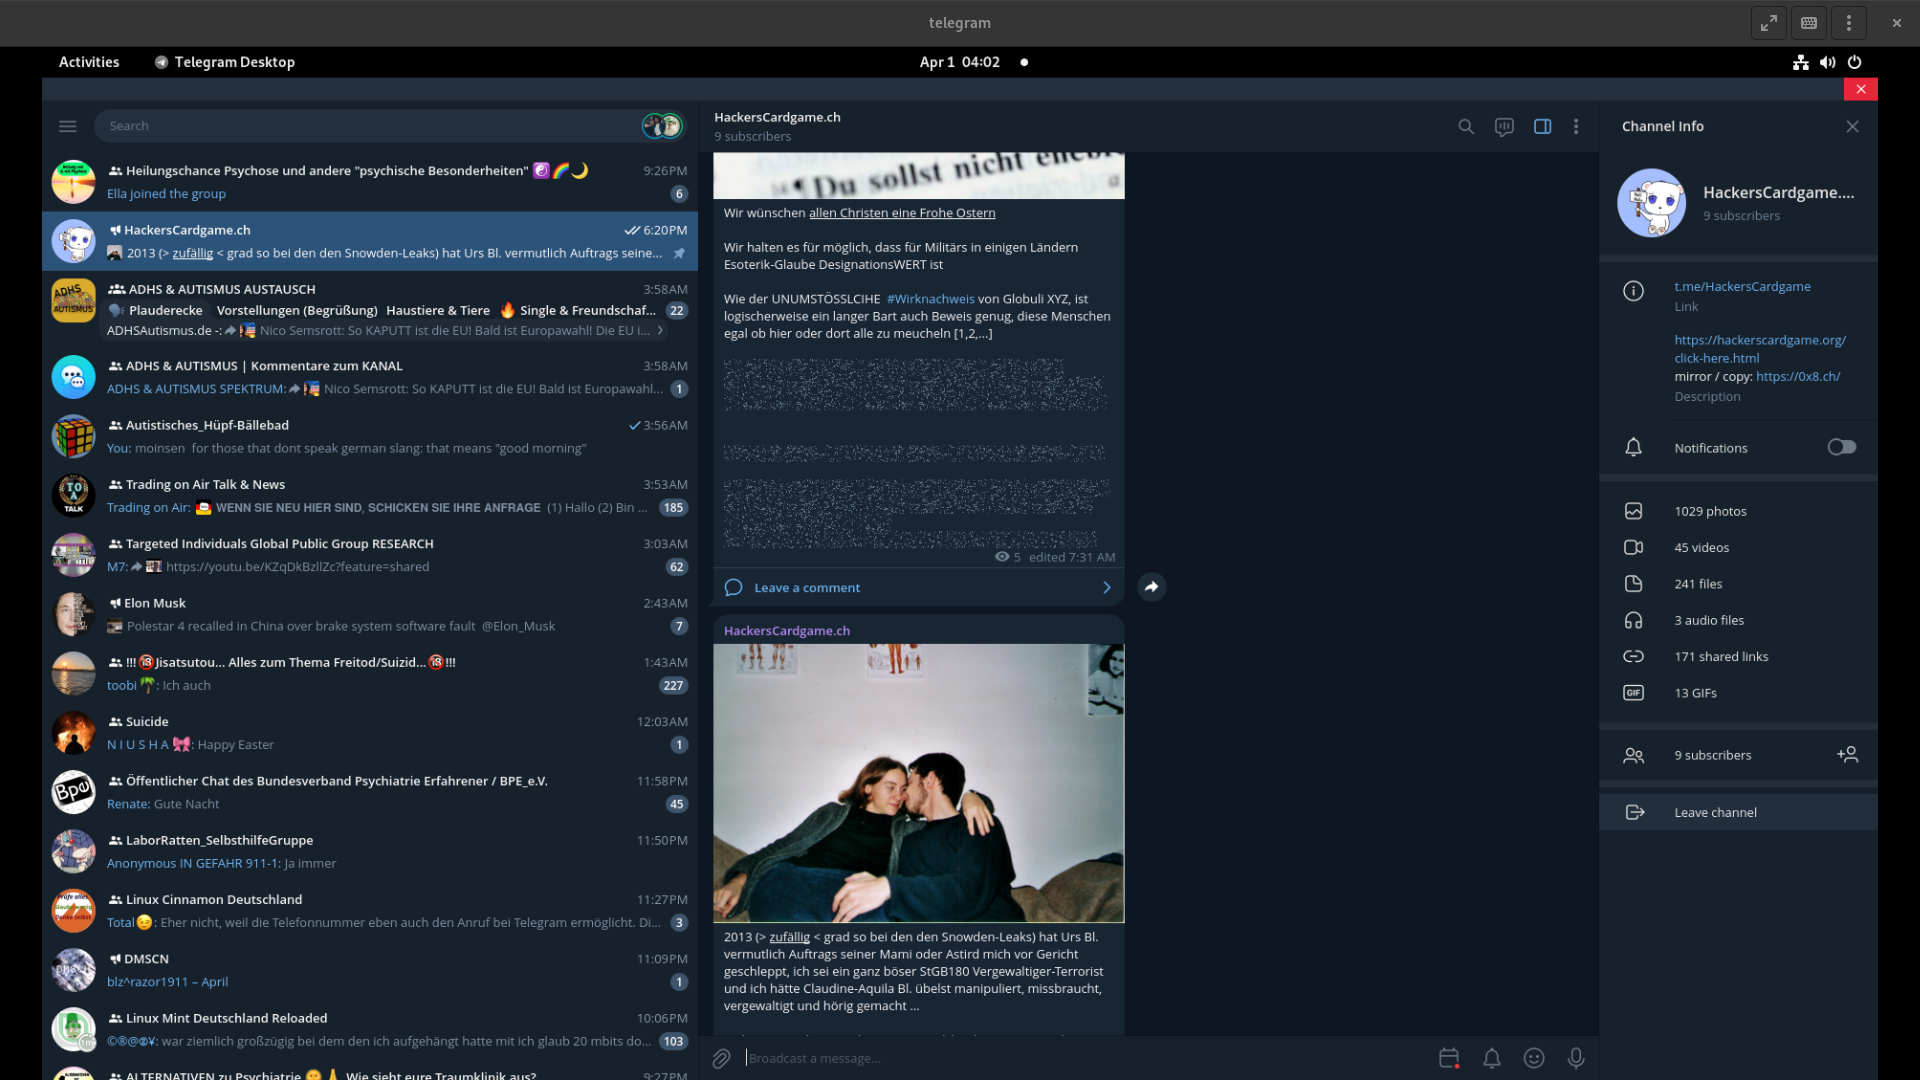 telegram
Activities
Telegram Desktop
Apr 1 04:02
Search
Heilungschance Psychose und andere "psychische Besonderheiten" ☯️🌈🌙
9:26PM
Ella joined the group
6
HackersCardgame.ch
6:20PM
2013 (> zufällig < grad so bei den den Snowden-Leaks) hat Urs Bl. vermutlich Auftrags seine...
ADHS & AUTISMUS AUSTAUSCH
3:58AM
🗣️ Plauderecke Vorstellungen (Begrüßung) Haustiere & Tiere 🔥 Single & Freundschaf...
22
ADHSAutismus.de -: Nico Semsrott: So KAPUTT ist die EU! Bald ist Europawahl! Die EU i...
ADHS & AUTISMUS | Kommentare zum KANAL
3:58AM
ADHS & AUTISMUS SPEKTRUM: Nico Semsrott: So KAPUTT ist die EU! Bald ist Europawahl...
1
Autistisches_Hüpf-Bällebad
3:56AM
You: moinsen for those that dont speak german slang: that means "good morning"
Trading on Air Talk & News
3:53AM
Trading on Air: WENN SIE NEU HIER SIND, SCHICKEN SIE IHRE ANFRAGE (1) Hallo (2) Bin ...
185
Targeted Individuals Global Public Group RESEARCH
3:03AM
M7: https://youtu.be/KZqDkBzllZc?feature=shared
62
Elon Musk
2:43AM
Polestar 4 recalled in China over brake system software fault @Elon_Musk
7
!!!🔞Jisatsutou... Alles zum Thema Freitod/Suizid...🔞!!!
1:43AM
toobi🌴: Ich auch
227
Suicide
12:03AM
N I U S H A 🎀: Happy Easter
1
Öffentlicher Chat des Bundesverband Psychiatrie Erfahrener / BPE_e.V.
11:58PM
Renate: Gute Nacht
45
LaborRatten_SelbsthilfeGruppe
11:50PM
Anonymous IN GEFAHR 911-1: Ja immer
Linux Cinnamon Deutschland
11:27PM
Total😉: Eher nicht, weil die Telefonnummer eben auch den Anruf bei Telegram ermöglicht. Di...
3
DMSCN
11:09PM
blz^razor1911 – April
1
Linux Mint Deutschland Reloaded
10:06PM
war ziemlich großzügig bei dem den ich aufgehängt hatte mit ich glaub 20 mbits do...
103
ALTERNATIVEN zu Psychiatrie 🌞🙏 Wie sieht eure Traumklinik aus?
9:27PM
HackersCardgame.ch
9 subscribers
14 ¶ Du sollst nicht
Wir wünschen allen Christen eine Frohe Ostern
Wir halten es für möglich, dass für Militärs in einigen Ländern
Esoterik-Glaube DesignationsWERT ist
Wie der UNUMSTÖSSLCIHE #Wirknachweis von Globuli XYZ, ist
logischerweise ein langer Bart auch Beweis genug, diese Menschen
egal ob hier oder dort alle zu meucheln [1,2,...]
5 edited 7:31 AM
Leave a comment
HackersCardgame.ch
2013 (> zufällig < grad so bei den den Snowden-Leaks) hat Urs Bl.
vermutlich Auftrags seiner Mami oder Astird mich vor Gericht
geschleppt, ich sei ein ganz böser StGB180 Vergewaltiger-Terrorist
und ich hätte Claudine-Aquila Bl. übelst manipuliert, missbraucht,
vergewaltigt und hörig gemacht ...
Broadcast a message...
Channel Info
HackersCardgame....
9 subscribers
t.me/HackersCardgame
Link
https://hackerscardgame.org/
click-here.html
mirror / copy: https://0x8.ch/
Description
Notifications
1029 photos
45 videos
241 files
3 audio files
171 shared links
GIF
13 GIFs
9 subscribers
Leave channel